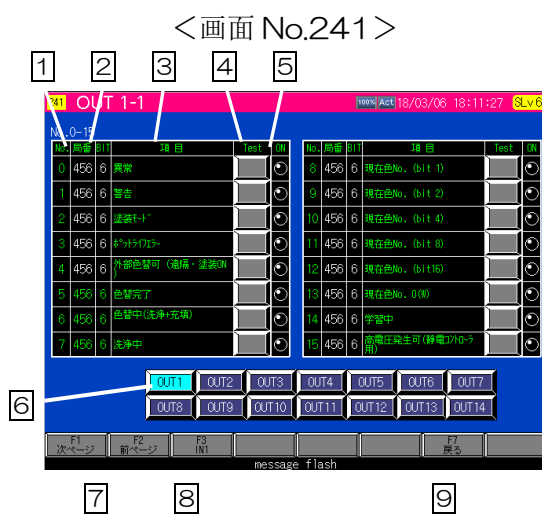 ＜画面 No.241＞
1 2 3 4 5
241 OUT 1-1 100% Act 18/03/06 18:11:27 SLv6
No.0-15
No. 局番 BIT 項目 Test ON No. 局番 BIT 項目 Test ON
0 456 6 異常 8 456 6 現在色No. (bit 1)
1 456 6 警告 9 456 6 現在色No. (bit 2)
2 456 6 塗装ﾓｰﾄﾞ 10 456 6 現在色No. (bit 4)
3 456 6 ﾎﾟｯﾄﾗｲﾌｴﾗｰ 11 456 6 現在色No. (bit 8)
4 456 6 外部色替可 (遠隔・塗装ON
) 12 456 6 現在色No. (bit16)
5 456 6 色替完了 13 456 6 現在色No. 0(W)
6 456 6 色替中(洗浄+充填) 14 456 6 学習中
7 456 6 洗浄中 15 456 6 高電圧発生可(静電ｺﾝﾄﾛｰﾗ
用)
OUT1 OUT2 OUT3 OUT4 OUT5 OUT6 OUT7
6
OUT8 OUT9 OUT10 OUT11 OUT12 OUT13 OUT14
F1 F2 F3 F7
次ページ 前ページ IN1 戻る
message flash
7 8 9